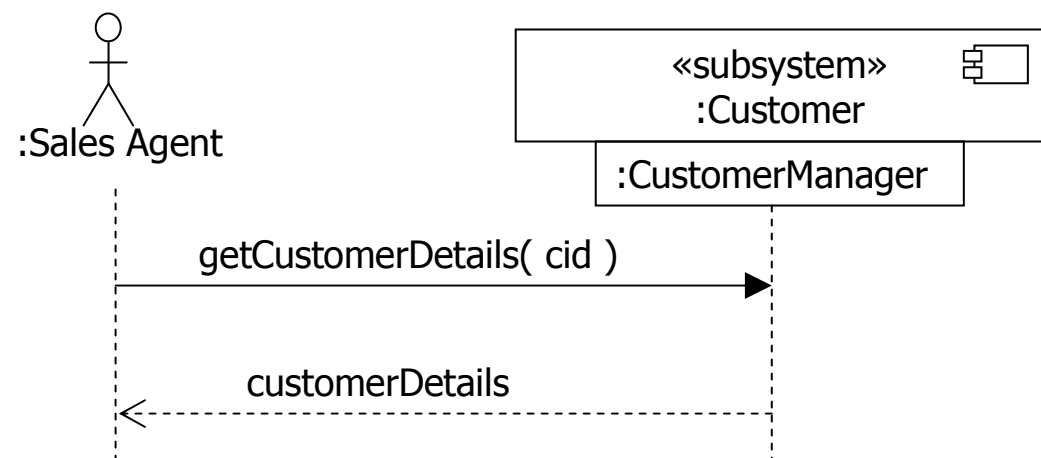 «subsystem»
:Customer
:Sales Agent
:CustomerManager
getCustomerDetails( cid )
customerDetails